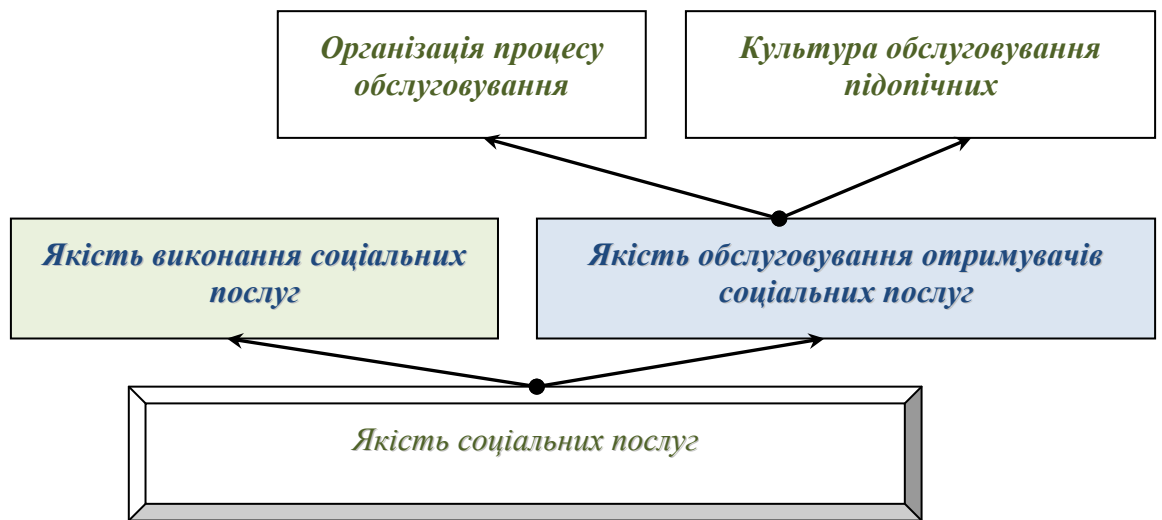 Організація процесу
обслуговування
Культура обслуговування
підопічних
Якість виконання соціальних
послуг
Якість обслуговування отримувачів
соціальних послуг
Якість соціальних послуг